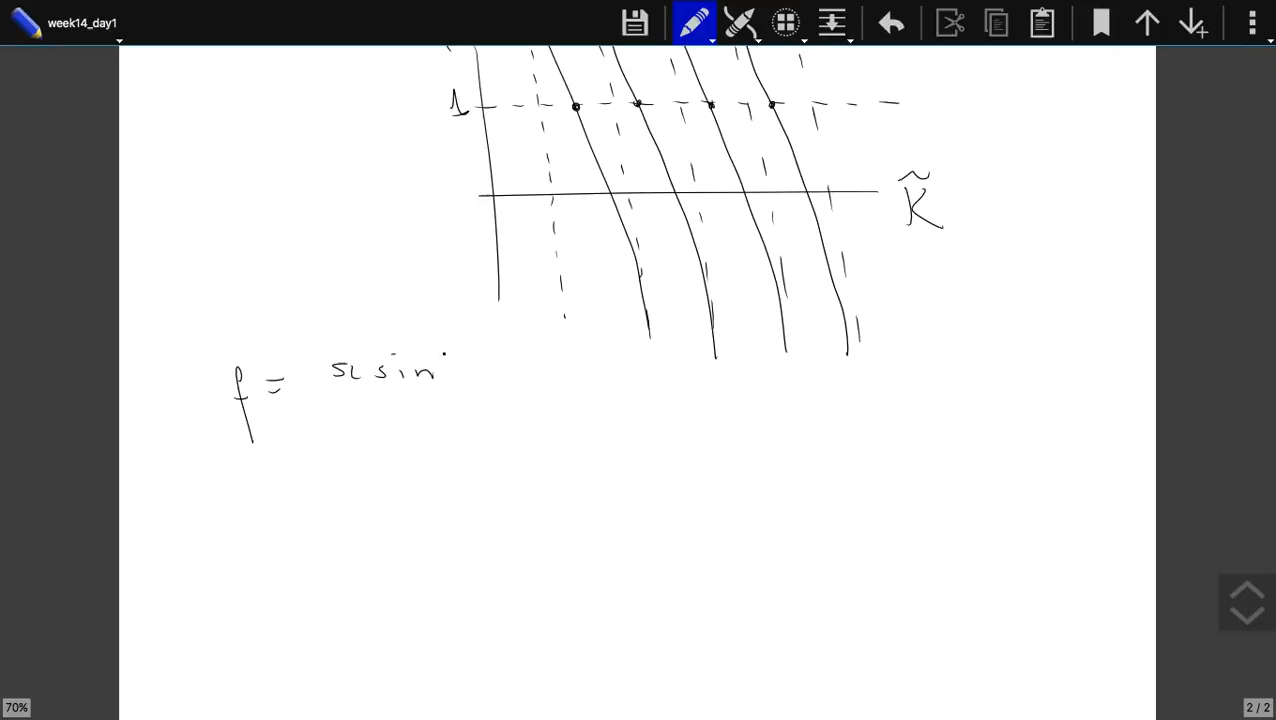 week14_day1
1
K̃
f = x sin
70%
2 / 2